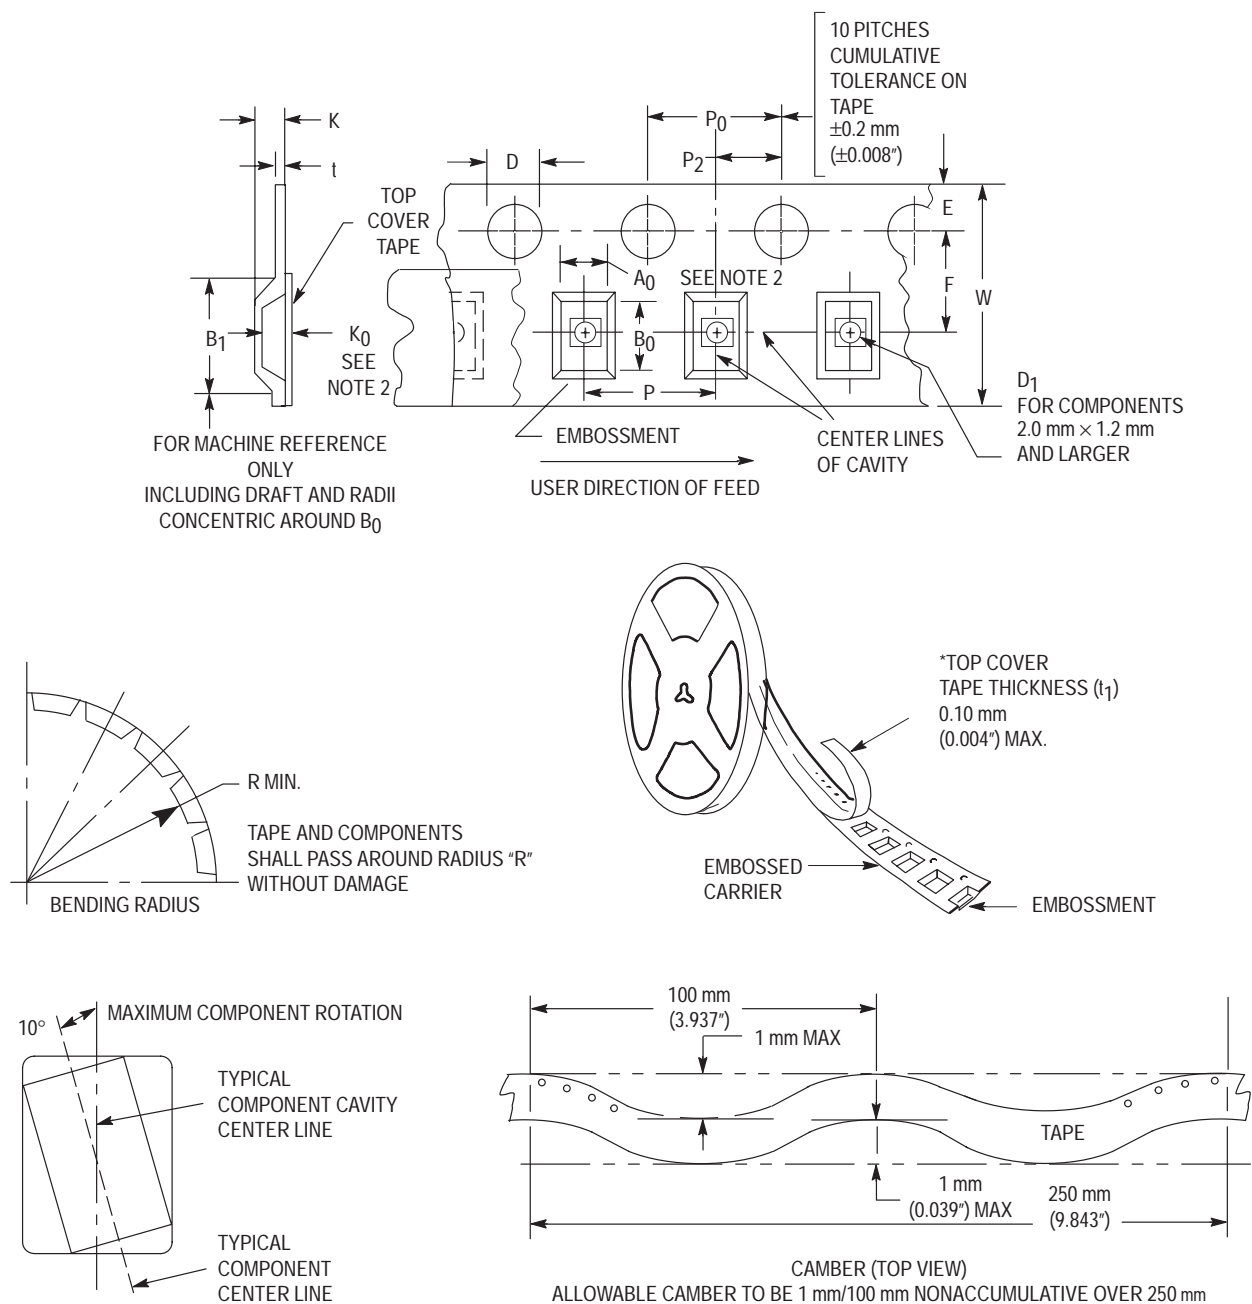 10 PITCHES
CUMULATIVE
TOLERANCE ON
TAPE
±0.2 mm
(±0.008″)
K
P0
t
D
P2
TOP
COVER
TAPE
E
A0
SEE NOTE 2
F
W
B1
K0
SEE
NOTE 2
B0
P
D1
FOR COMPONENTS
2.0 mm × 1.2 mm
AND LARGER
FOR MACHINE REFERENCE
ONLY
INCLUDING DRAFT AND RADII
CONCENTRIC AROUND B0
EMBOSSMENT
CENTER LINES
OF CAVITY
USER DIRECTION OF FEED
*TOP COVER
TAPE THICKNESS (t1)
0.10 mm
(0.004″) MAX.
R MIN.
TAPE AND COMPONENTS
SHALL PASS AROUND RADIUS “R”
WITHOUT DAMAGE
BENDING RADIUS
EMBOSSED
CARRIER
EMBOSSMENT
10°
MAXIMUM COMPONENT ROTATION
TYPICAL
COMPONENT CAVITY
CENTER LINE
TYPICAL
COMPONENT
CENTER LINE
100 mm
(3.937″)
1 mm MAX
TAPE
1 mm
(0.039″) MAX
250 mm
(9.843″)
CAMBER (TOP VIEW)
ALLOWABLE CAMBER TO BE 1 mm/100 mm NONACCUMULATIVE OVER 250 mm